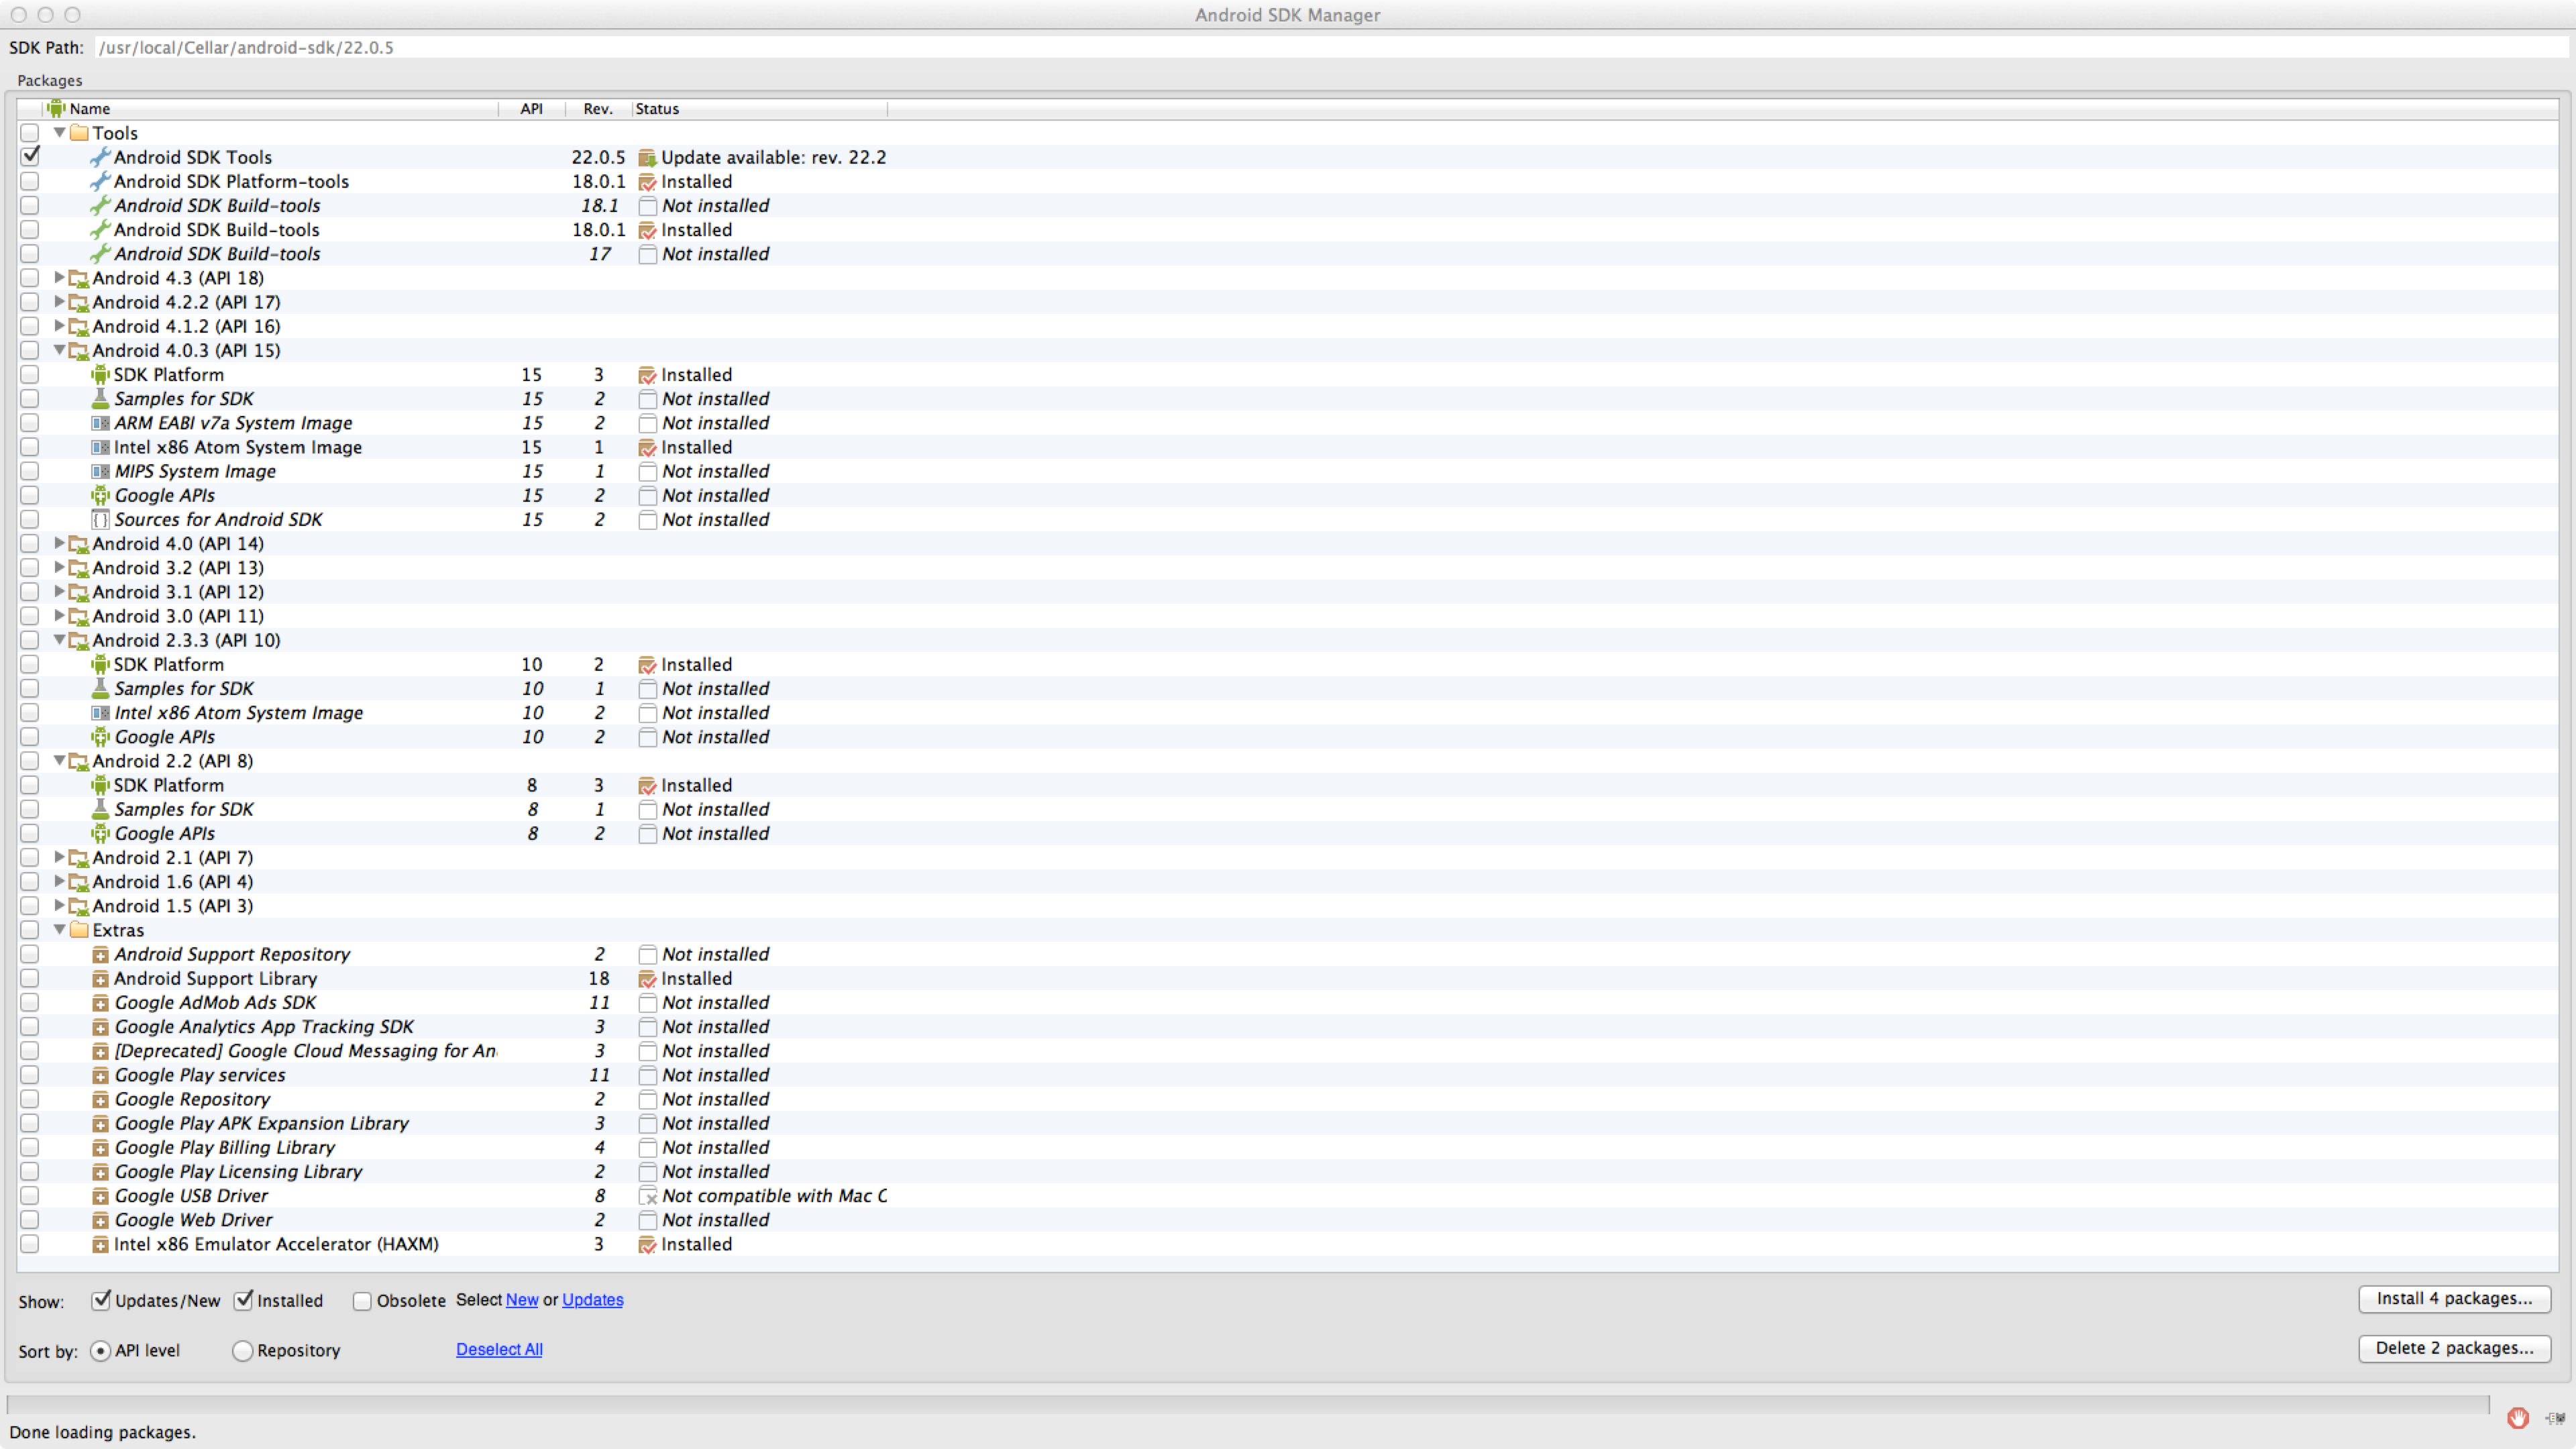 Android SDK Manager
SDK Path: /usr/local/Cellar/android-sdk/22.0.5
Packages
Name API Rev. Status
Tools
Android SDK Tools 22.0.5 Update available: rev. 22.2
Android SDK Platform-tools 18.0.1 Installed
Android SDK Build-tools 18.1 Not installed
Android SDK Build-tools 18.0.1 Installed
Android SDK Build-tools 17 Not installed
Android 4.3 (API 18)
Android 4.2.2 (API 17)
Android 4.1.2 (API 16)
Android 4.0.3 (API 15)
SDK Platform 15 3 Installed
Samples for SDK 15 2 Not installed
ARM EABI v7a System Image 15 2 Not installed
Intel x86 Atom System Image 15 1 Installed
MIPS System Image 15 1 Not installed
Google APIs 15 2 Not installed
Sources for Android SDK 15 2 Not installed
Android 4.0 (API 14)
Android 3.2 (API 13)
Android 3.1 (API 12)
Android 3.0 (API 11)
Android 2.3.3 (API 10)
SDK Platform 10 2 Installed
Samples for SDK 10 1 Not installed
Intel x86 Atom System Image 10 2 Not installed
Google APIs 10 2 Not installed
Android 2.2 (API 8)
SDK Platform 8 3 Installed
Samples for SDK 8 1 Not installed
Google APIs 8 2 Not installed
Android 2.1 (API 7)
Android 1.6 (API 4)
Android 1.5 (API 3)
Extras
Android Support Repository 2 Not installed
Android Support Library 18 Installed
Google AdMob Ads SDK 11 Not installed
Google Analytics App Tracking SDK 3 Not installed
[Deprecated] Google Cloud Messaging for An 3 Not installed
Google Play services 11 Not installed
Google Repository 2 Not installed
Google Play APK Expansion Library 3 Not installed
Google Play Billing Library 4 Not installed
Google Play Licensing Library 2 Not installed
Google USB Driver 8 Not compatible with Mac O
Google Web Driver 2 Not installed
Intel x86 Emulator Accelerator (HAXM) 3 Installed
Show: Updates/New Installed Obsolete Select New or Updates Install 4 packages...
Sort by: API level Repository Deselect All Delete 2 packages...
Done loading packages.